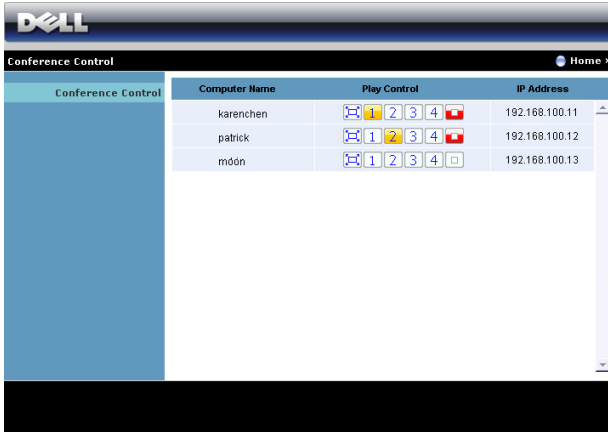 DELL
Conference Control
Home
Conference Control
Computer Name Play Control IP Address
karenchen 1 2 3 4 192.168.100.11
patrick 1 2 3 4 192.168.100.12
móón 1 2 3 4 192.168.100.13